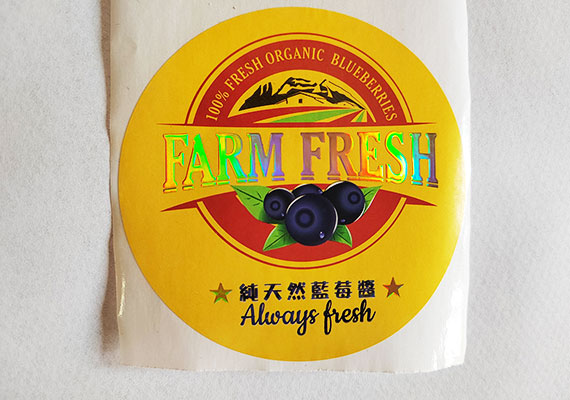 100% FRESH ORGANIC BLUEBERRIES
FARM FRESH
純天然藍莓醬
Always fresh